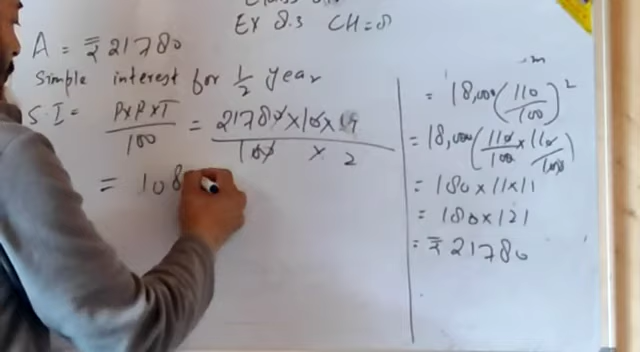 EX 8.3 CH=8
A = ₹ 21780
Simple interest for 1/2 year
S.I = PXRXT/100 = 21780 x 10 x 1/100 x 2
= 108
= 18,000 (110/100)²
= 18,000 (110/100 x 110/100)
= 180 x 11 x 11
= 180 x 121
= ₹ 21780